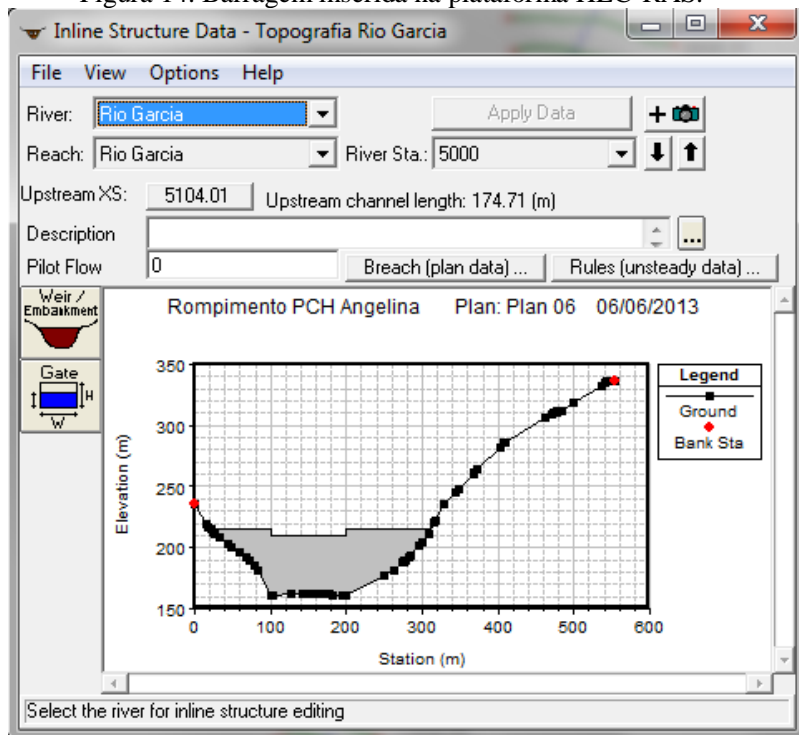 Figura 14: Barragem inserida na plataforma HEC-RAS.
Inline Structure Data - Topografia Rio Garcia
File View Options Help
River: Rio Garcia Apply Data
Reach: Rio Garcia River Sta.: 5000
Upstream XS: 5104.01 Upstream channel length: 174.71 (m)
Description ...
Pilot Flow 0 Breach (plan data) ... Rules (unsteady data) ...
Weir / Embankment
Gate
H
W
Rompimento PCH Angelina Plan: Plan 06 06/06/2013
350
300
250
200
150
Elevation (m)
0 100 200 300 400 500 600
Station (m)
Legend
Ground
Bank Sta
Select the river for inline structure editing